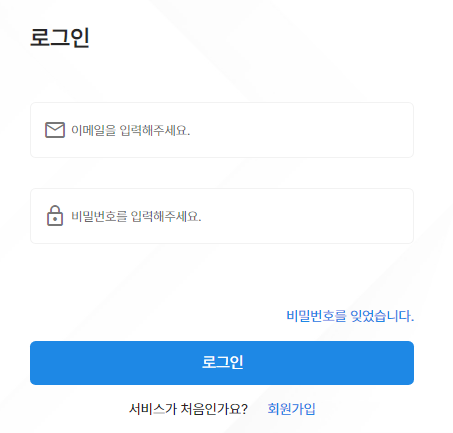 로그인
이메일을 입력해주세요.
비밀번호를 입력해주세요.
비밀번호를 잊었습니다.
로그인
서비스가 처음인가요? 회원가입